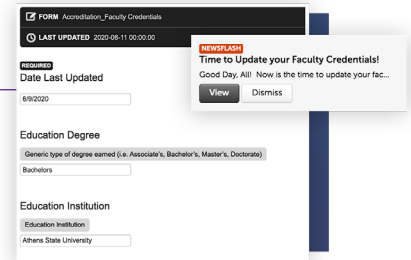 FORM Accreditation_Faculty Credentials
LAST UPDATED 2020-06-11 00:00:00
REQUIRED
Date Last Updated
6/9/2020
Education Degree
Generic type of degree earned (i.e. Associate's, Bachelor's, Master's, Doctorate)
Bachelors
Education Institution
Education Institution
Athens State University
NEWSFLASH
Time to Update your Faculty Credentials!
Good Day, All! Now is the time to update your fac...
View Dismiss